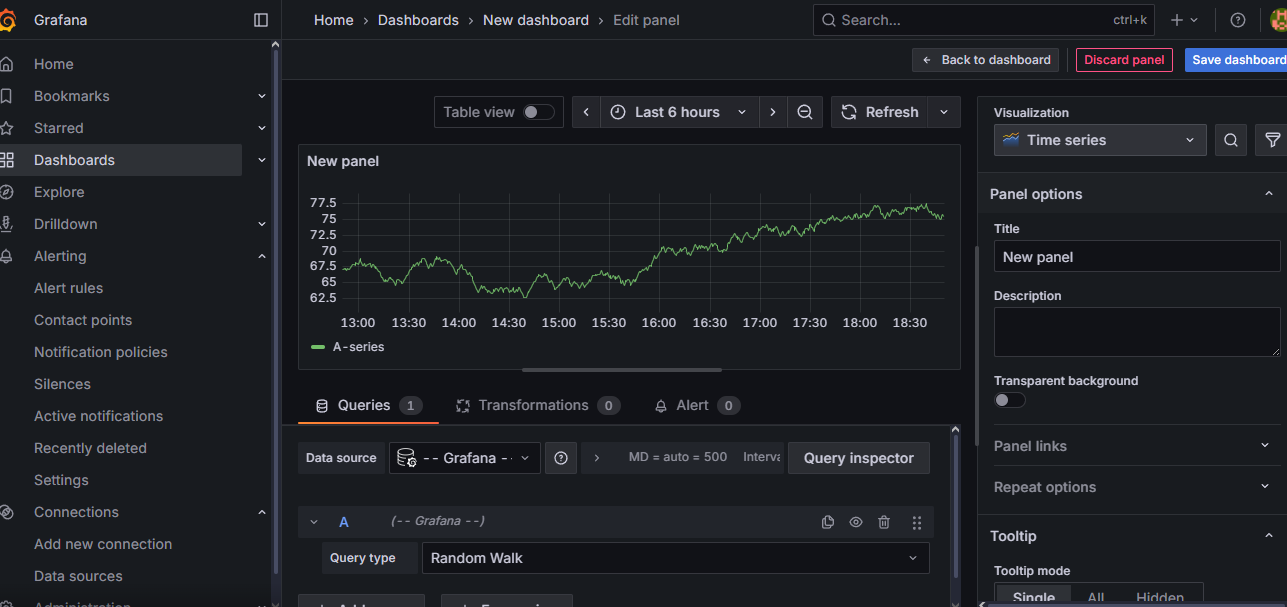 Grafana
Home › Dashboards › New dashboard › Edit panel
Search... ctrl+k
← Back to dashboard
Discard panel
Save dashboard
Home
Bookmarks
Starred
Dashboards
Explore
Drilldown
Alerting
Alert rules
Contact points
Notification policies
Silences
Active notifications
Recently deleted
Settings
Connections
Add new connection
Data sources
Administration
Table view
Last 6 hours
Refresh
New panel
77.5
75
72.5
70
67.5
65
62.5
13:00 13:30 14:00 14:30 15:00 15:30 16:00 16:30 17:00 17:30 18:00 18:30
A-series
Queries 1
Transformations 0
Alert 0
Data source
-- Grafana -
MD = auto = 500 Interva
Query inspector
A (-- Grafana --)
Query type
Random Walk
Visualization
Time series
Panel options
Title
New panel
Description
Transparent background
Panel links
Repeat options
Tooltip
Tooltip mode
Single All Hidden